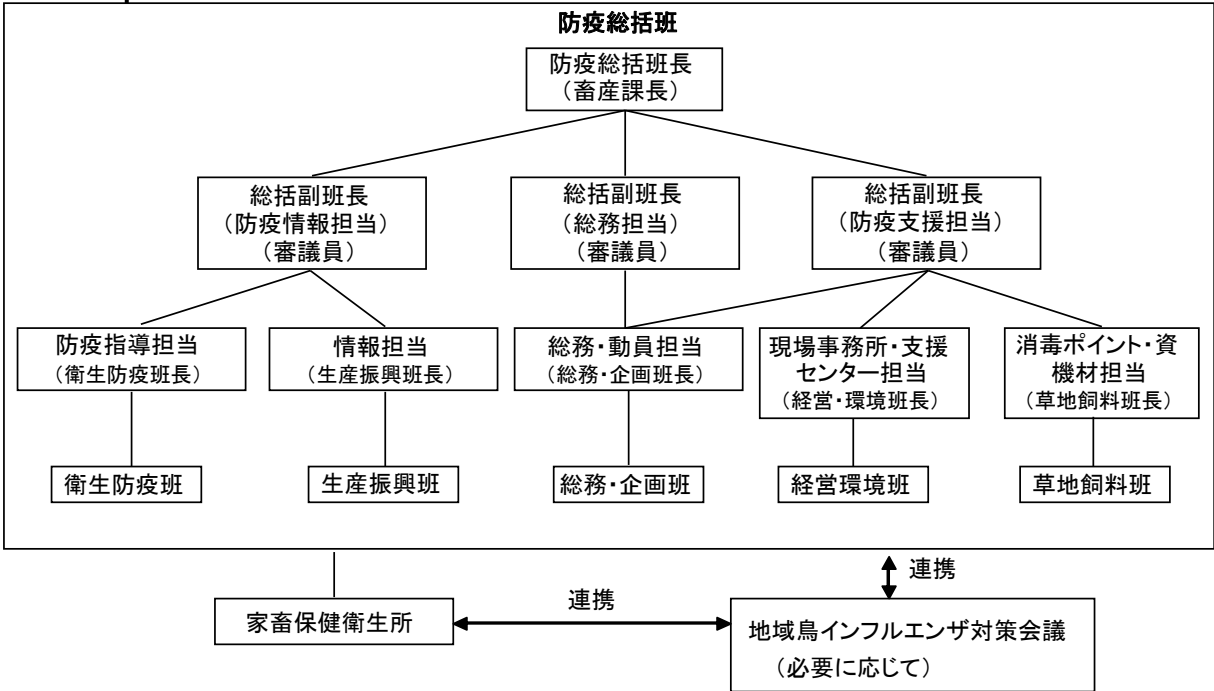 防疫総括班
防疫総括班長
（畜産課長）
総括副班長
（防疫情報担当）
（審議員）
総括副班長
（総務担当）
（審議員）
総括副班長
（防疫支援担当）
（審議員）
防疫指導担当
（衛生防疫班長）
情報担当
（生産振興班長）
総務・動員担当
（総務・企画班長）
現場事務所・支援
センター担当
（経営・環境班長）
消毒ポイント・資
機材担当
（草地飼料班長）
衛生防疫班
生産振興班
総務・企画班
経営環境班
草地飼料班
連携
家畜保健衛生所
連携
地域鳥インフルエンザ対策会議
（必要に応じて）